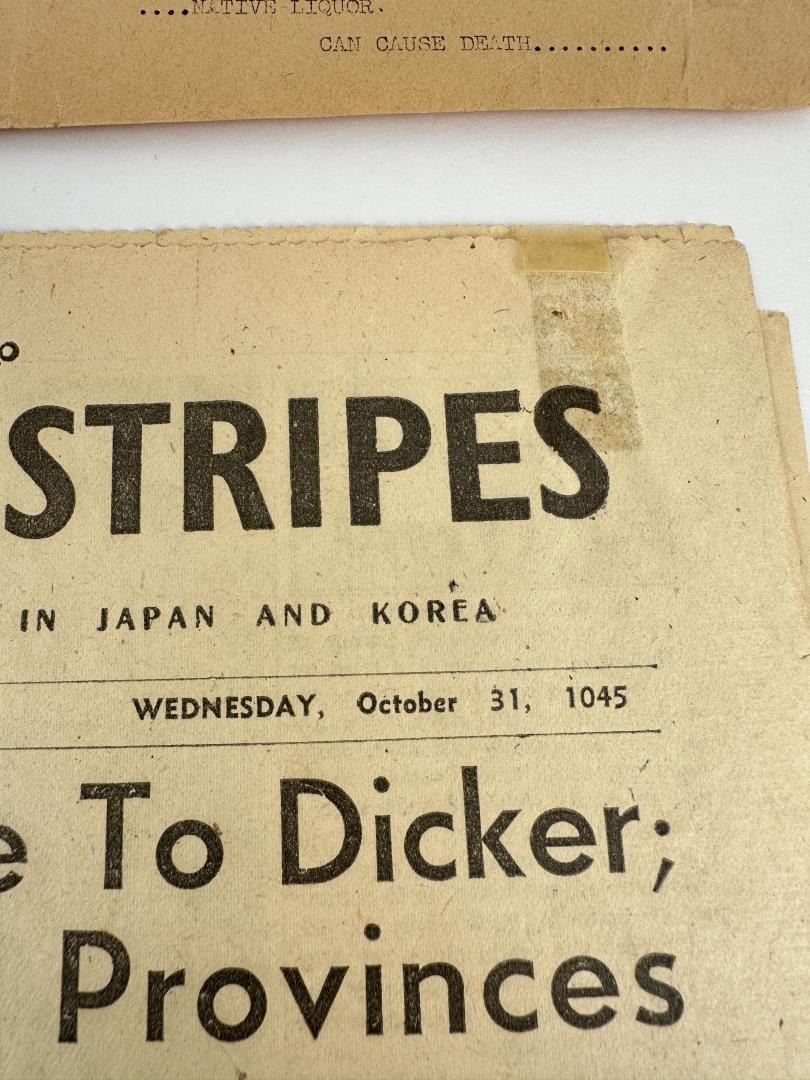 ....NATIVE LIQUOR.
CAN CAUSE DEATH..........
STRIPES
IN JAPAN AND KOREA
WEDNESDAY, October 31, 1045
e To Dicker;
Provinces